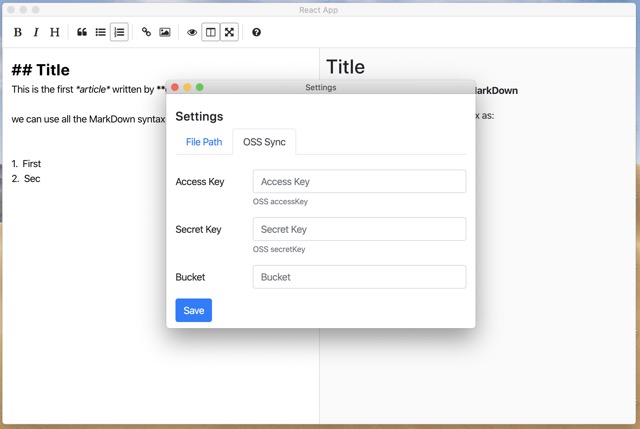 React App
B I H
## Title
This is the first *article* written by **
we can use all the MarkDown syntax
1. First
2. Sec
Title
MarkDown
as:
Settings
Settings
File Path
OSS Sync
Access Key
Access Key
OSS accessKey
Secret Key
Secret Key
OSS secretKey
Bucket
Bucket
Save